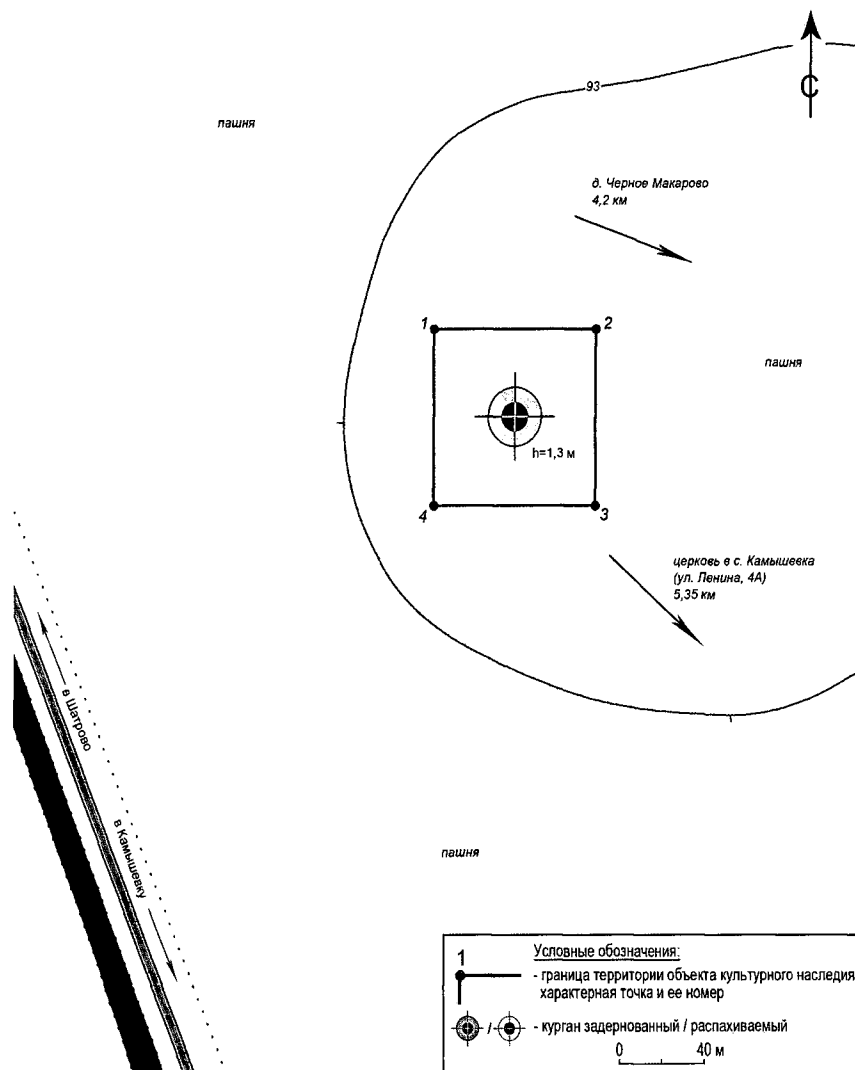 С
93
пашня
д. Черное Макарово
4,2 км
1
2
пашня
h=1,3 м
4
3
церковь в с. Камышевка
(ул. Ленина, 4А)
5,35 км
в Шатрово
в Камышевку
пашня
Условные обозначения:
1
- граница территории объекта культурного наследия
характерная точка и ее номер
/
- курган задернованный / распахиваемый
0 40 м